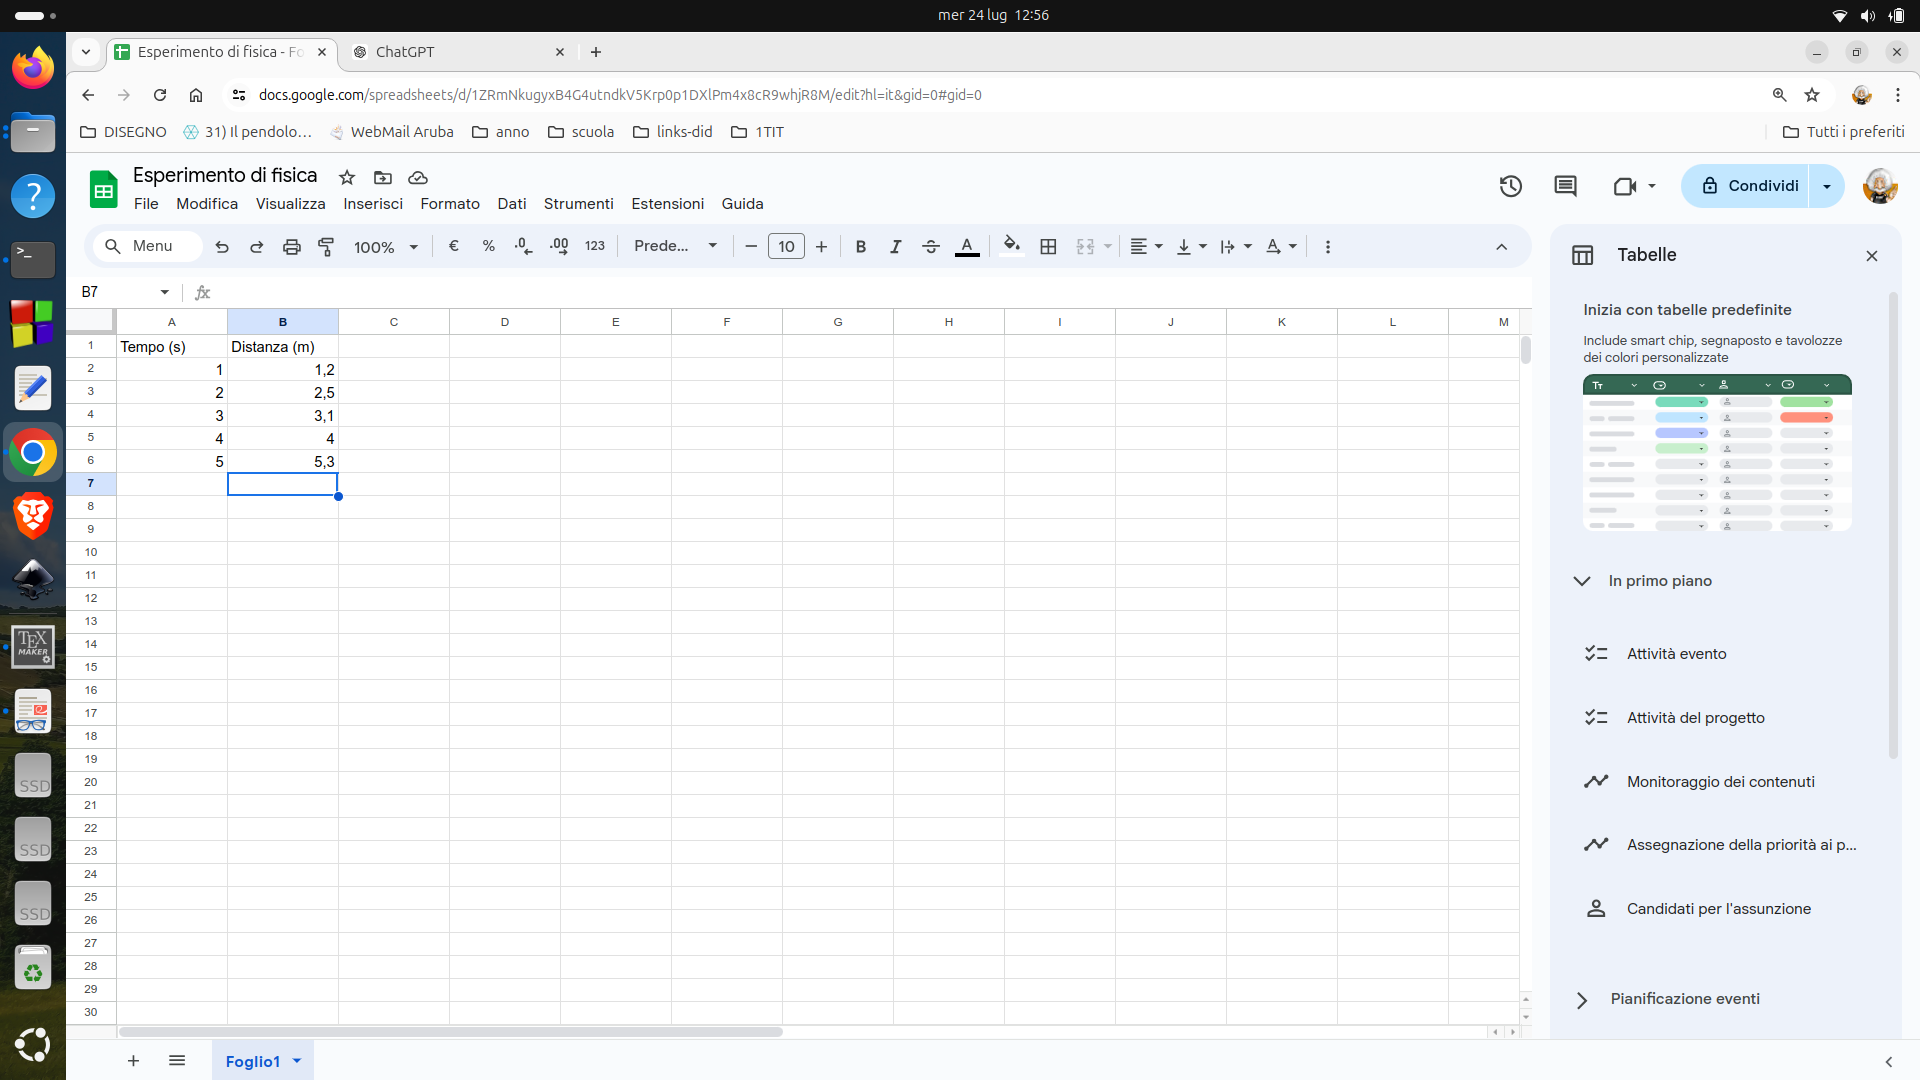 mer 24 lug 12:56
Esperimento di fisica - Fo
ChatGPT
docs.google.com/spreadsheets/d/1ZRmNkugyxB4G4utndkV5Krp0p1DXlPm4x8cR9whjR8M/edit?hl=it&gid=0#gid=0
DISEGNO 31) Il pendolo... WebMail Aruba anno scuola links-did 1TIT Tutti i preferiti
Esperimento di fisica
File Modifica Visualizza Inserisci Formato Dati Strumenti Estensioni Guida
Condividi
Menu 100% € % .0 .00 123 Prede... 10 B I S A
B7 fx
A B C D E F G H I J K L M
1 Tempo (s) Distanza (m)
2 1 1,2
3 2 2,5
4 3 3,1
5 4 4
6 5 5,3
7
8
9
10
11
12
13
14
15
16
17
18
19
20
21
22
23
24
25
26
27
28
29
30
Foglio1
Tabelle
Inizia con tabelle predefinite
Include smart chip, segnaposto e tavolozze
dei colori personalizzate
Tт
In primo piano
Attività evento
Attività del progetto
Monitoraggio dei contenuti
Assegnazione della priorità ai p...
Candidati per l'assunzione
Pianificazione eventi
?
>_
TEX
MAKER
SSD
SSD
SSD